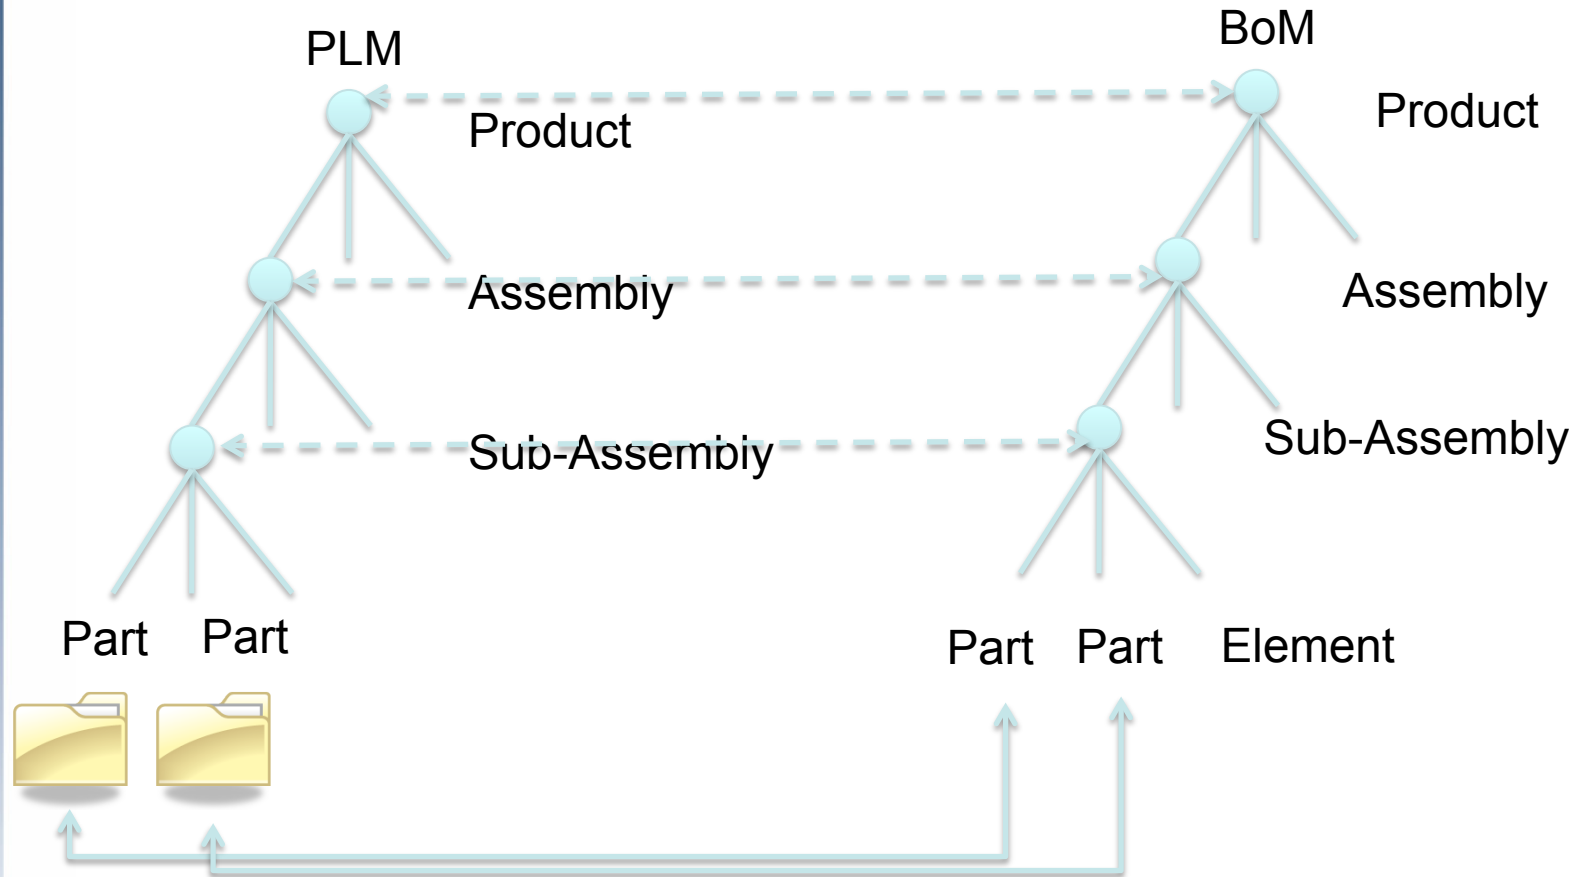 PLM
BoM
Product
Product
Assembly
Assembly
Sub-Assembly
Sub-Assembly
Part Part
Part Part Element